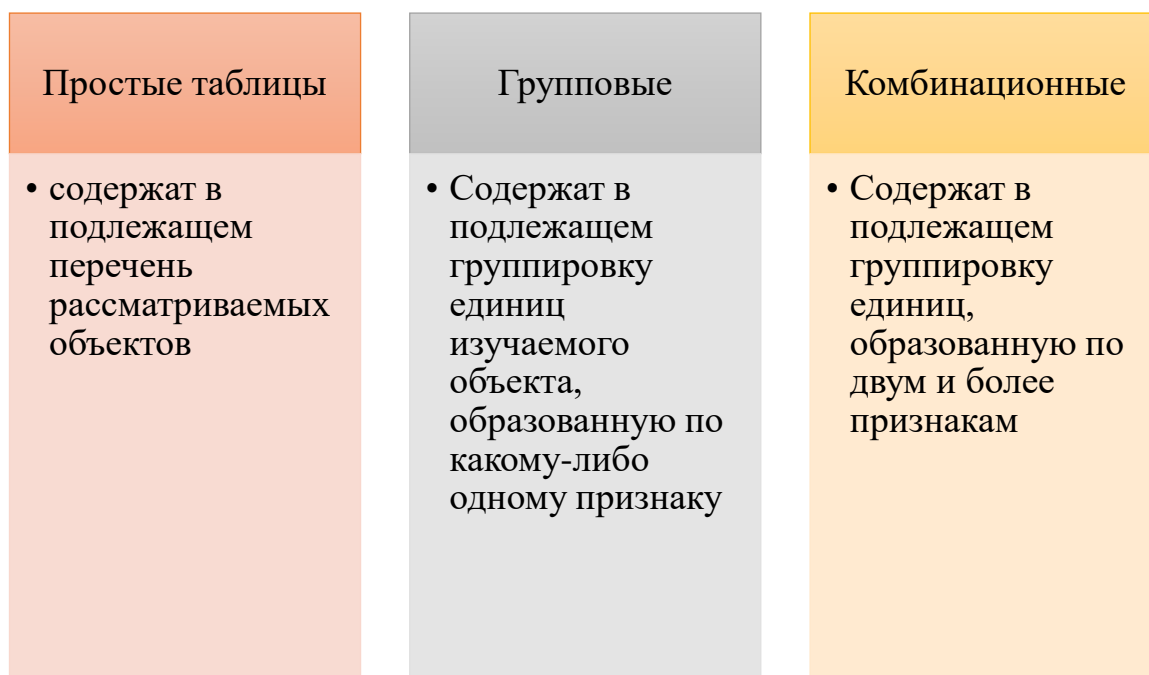 Простые таблицы
• содержат в
подлежащем
перечень
рассматриваемых
объектов
Групповые
• Содержат в
подлежащем
группировку
единиц
изучаемого
объекта,
образованную по
какому-либо
одному признаку
Комбинационные
• Содержат в
подлежащем
группировку
единиц,
образованную по
двум и более
признакам